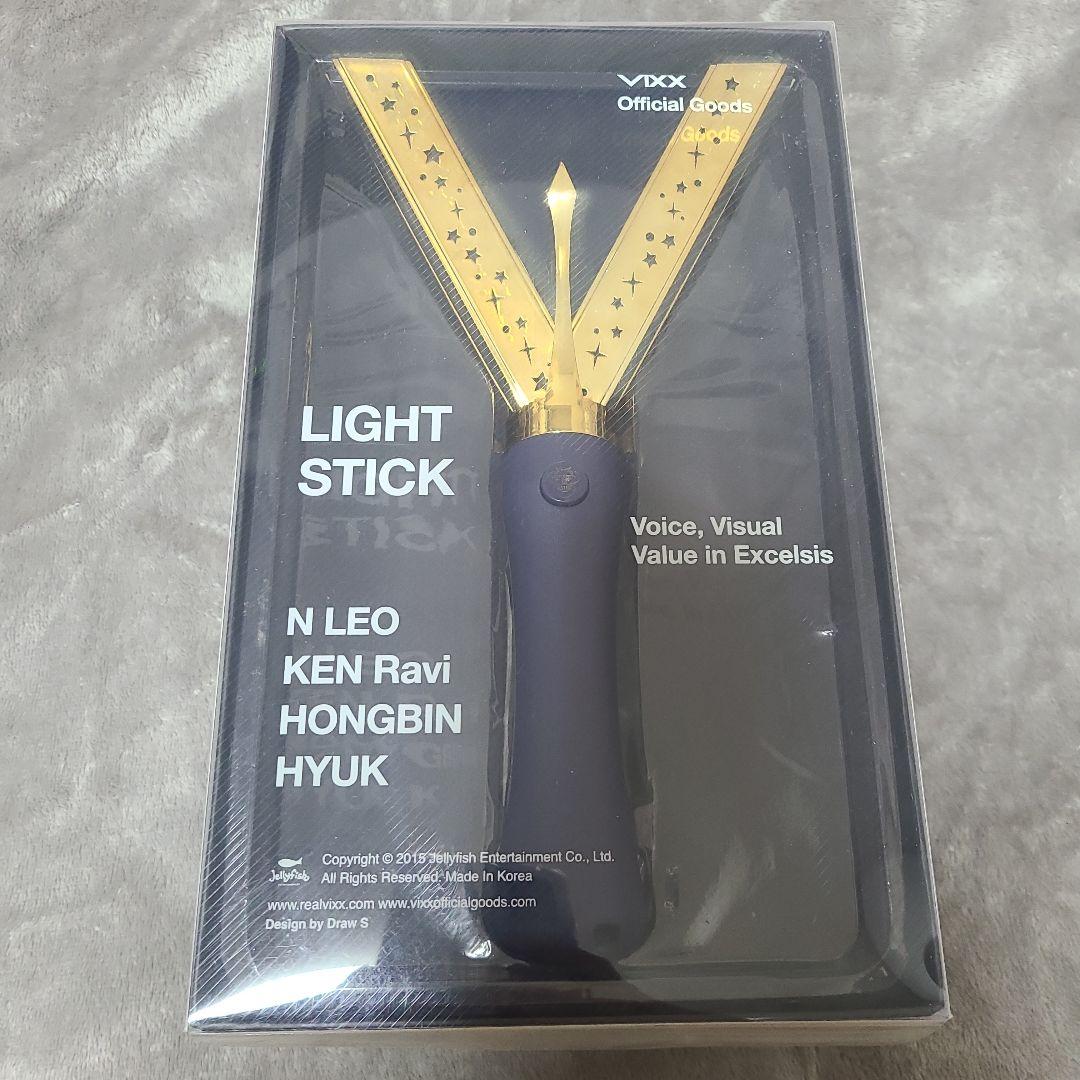 VIXX
Official Goods
Goods
LIGHT
STICK
Voice, Visual
Value in Excelsis
N LEO
KEN Ravi
HONGBIN
HYUK
Jellyfish
Copyright © 2015 Jellyfish Entertainment Co., Ltd.
All Rights Reserved. Made In Korea
www.realvixx.com www.vixxofficialgoods.com
Design by Draw S